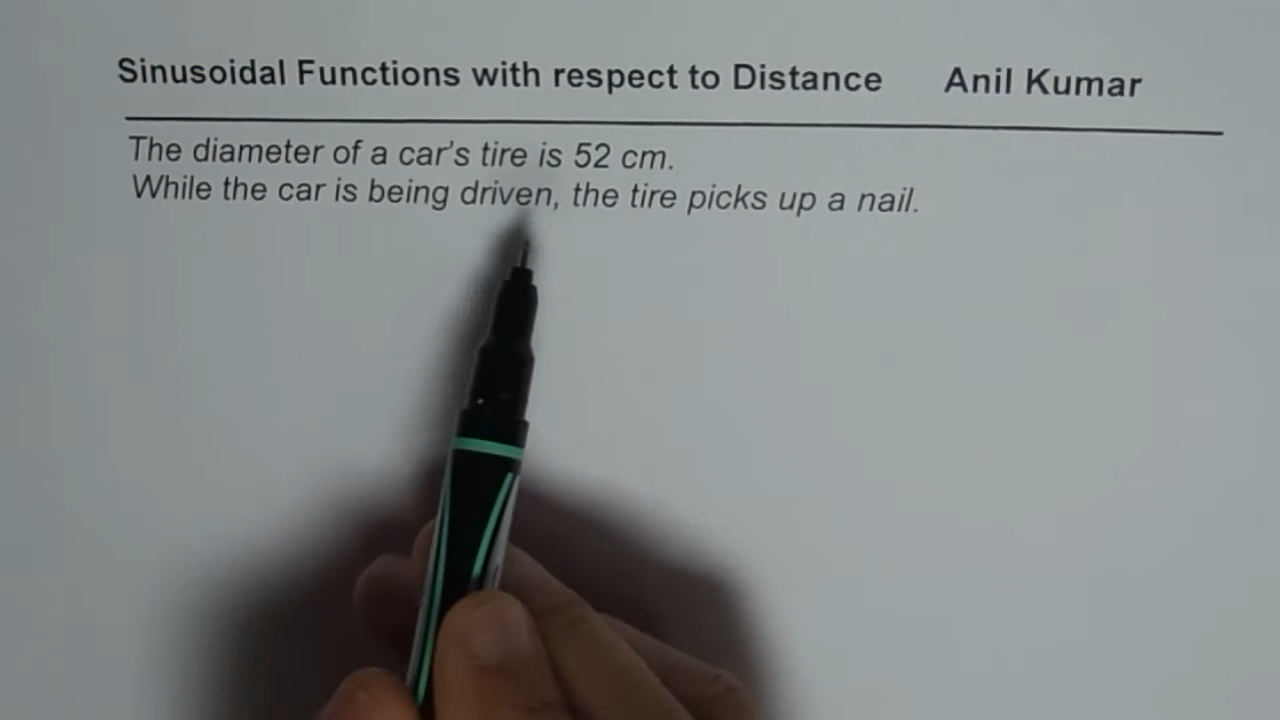 Sinusoidal Functions with respect to Distance Anil Kumar
The diameter of a car's tire is 52 cm.
While the car is being driven, the tire picks up a nail.